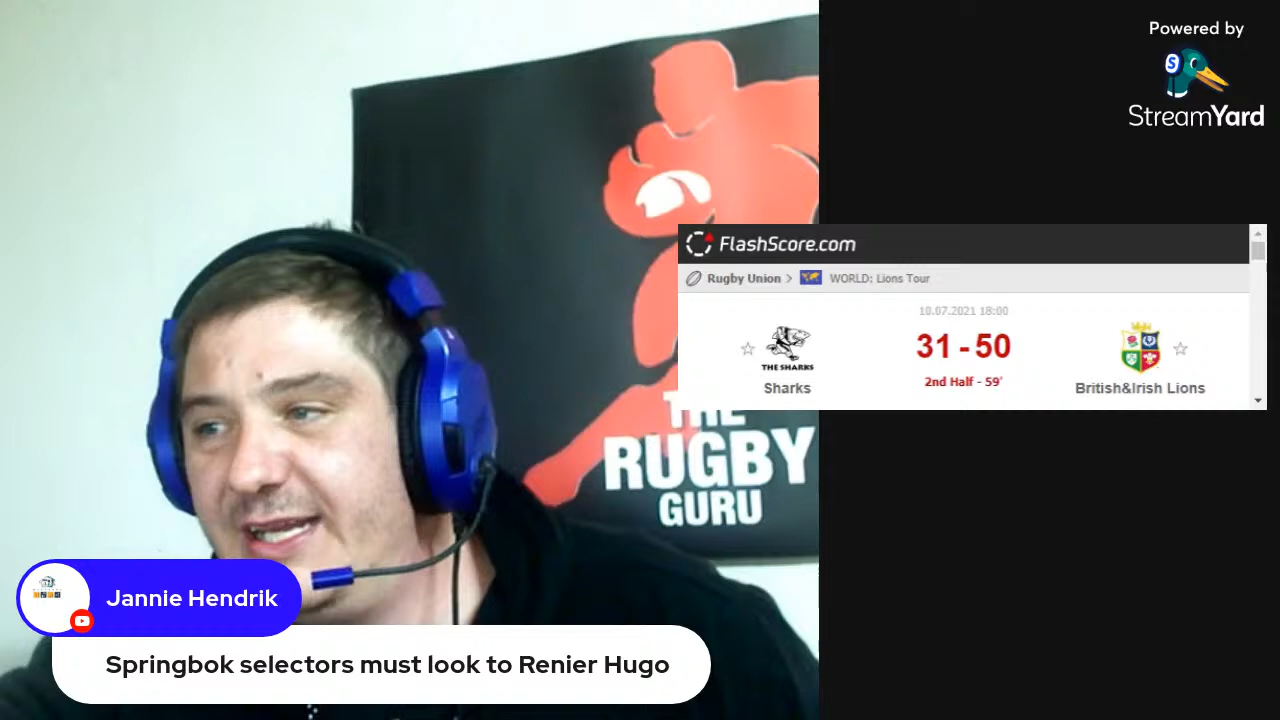 Powered by
StreamYard
FlashScore.com
Rugby Union > WORLD: Lions Tour
10.07.2021 18:00
31 - 50
2nd Half - 59'
THE SHARKS
Sharks
British&Irish Lions
THE
RUGBY
GURU
Jannie Hendrik
Springbok selectors must look to Renier Hugo